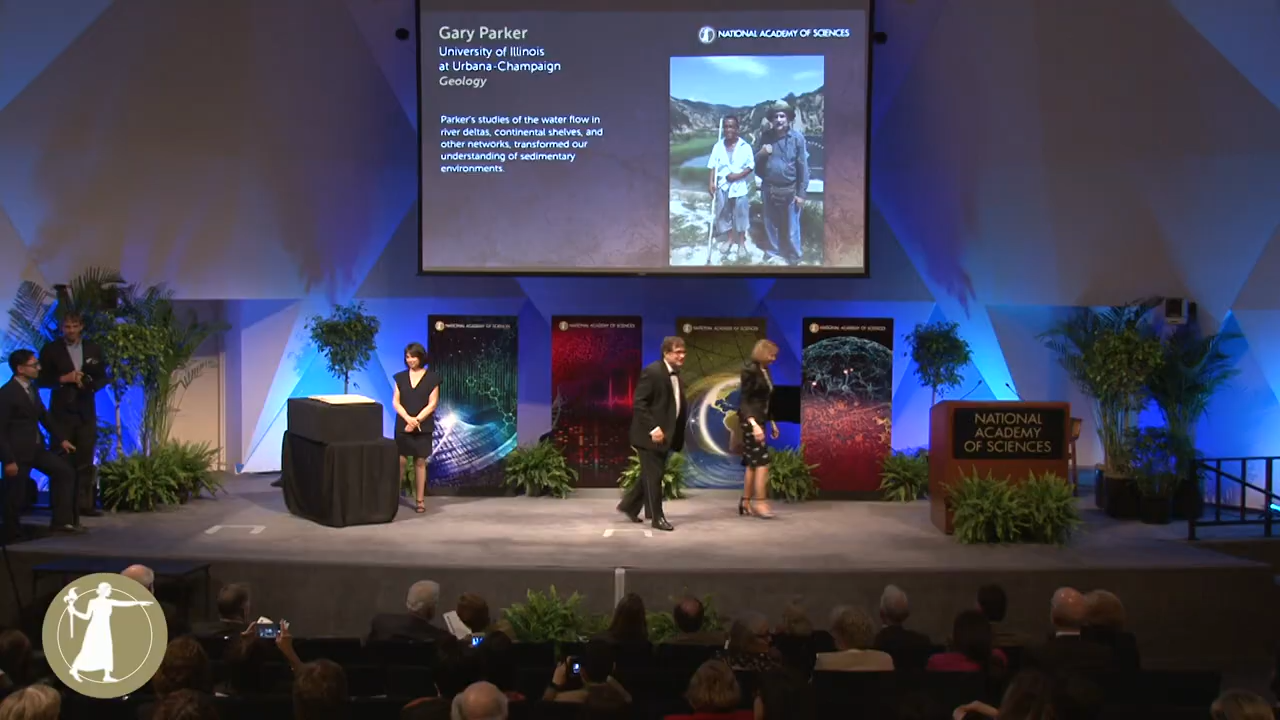 Gary Parker
University of Illinois
at Urbana-Champaign
Geology
Parker's studies of the water flow in
river deltas, continental shelves, and
other networks, transformed our
understanding of sedimentary
environments.
NATIONAL ACADEMY OF SCIENCES
NATIONAL ACADEMY OF SCIENCES
NATIONAL ACADEMY OF SCIENCES
NATIONAL ACADEMY OF SCIENCES
NATIONAL ACADEMY OF SCIENCES
NATIONAL
ACADEMY
OF SCIENCES